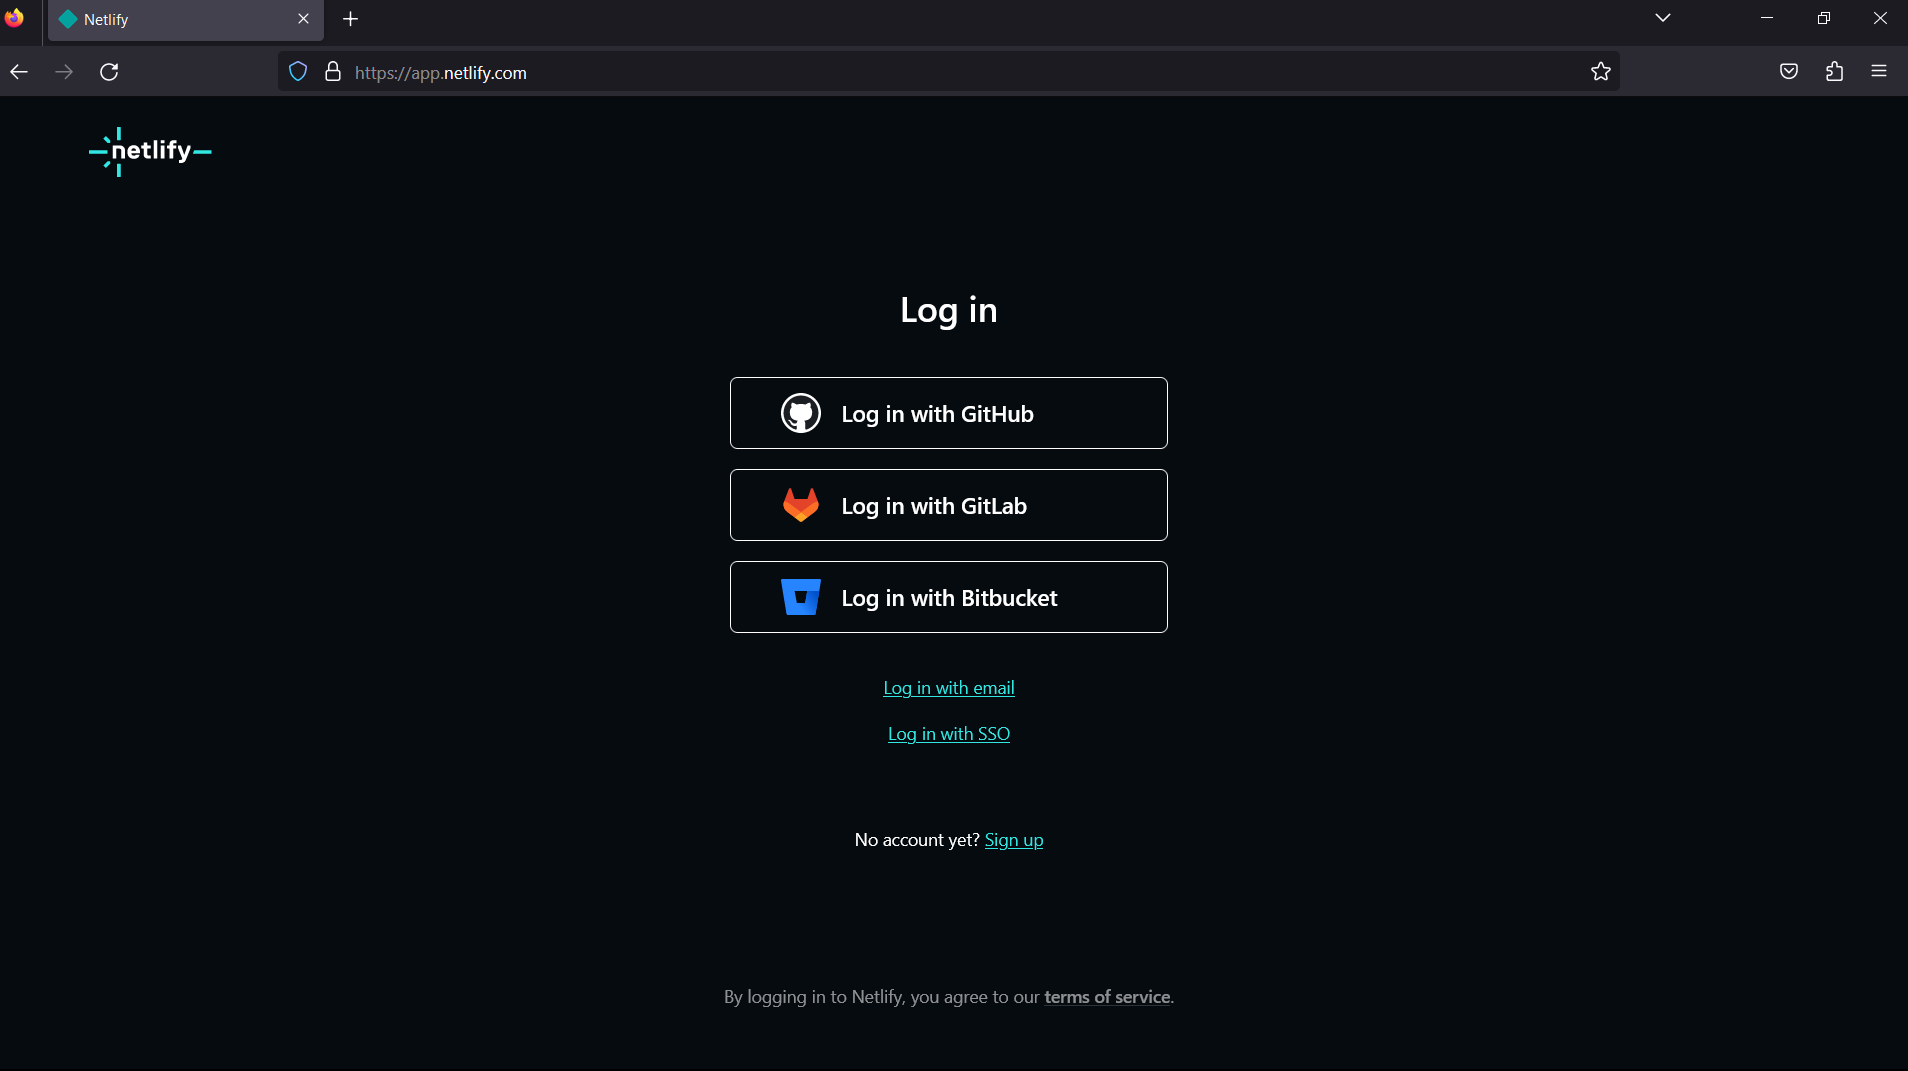 Netlify
https://app.netlify.com
netlify
Log in
Log in with GitHub
Log in with GitLab
Log in with Bitbucket
Log in with email
Log in with SSO
No account yet? Sign up
By logging in to Netlify, you agree to our terms of service.